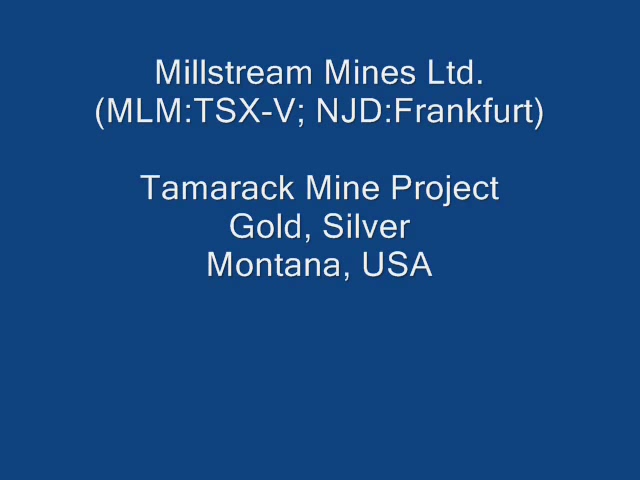 Millstream Mines Ltd.
(MLM:TSX-V; NJD:Frankfurt)
Tamarack Mine Project
Gold, Silver
Montana, USA